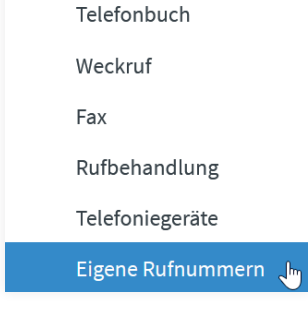 Telefonbuch
Weckruf
Fax
Rufbehandlung
Telefoniegeräte
Eigene Rufnummern